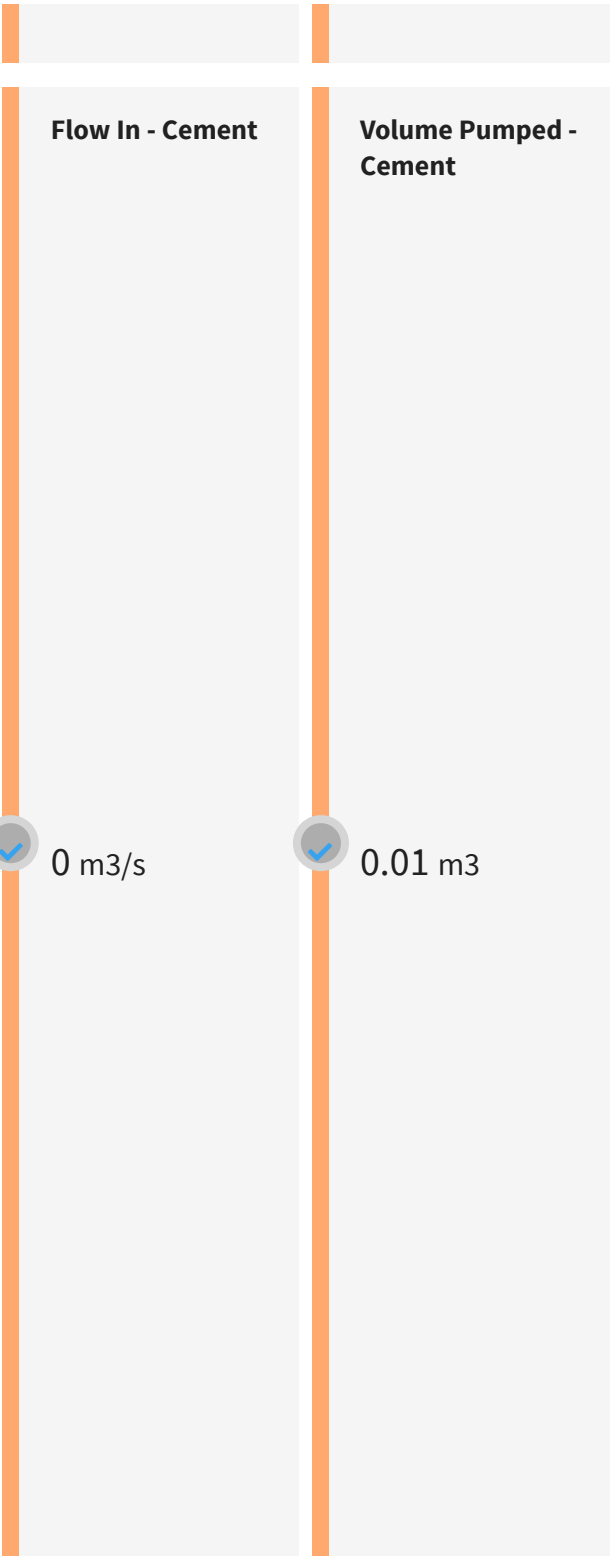 Flow In - Cement
Volume Pumped -
Cement
0 m3/s
0.01 m3